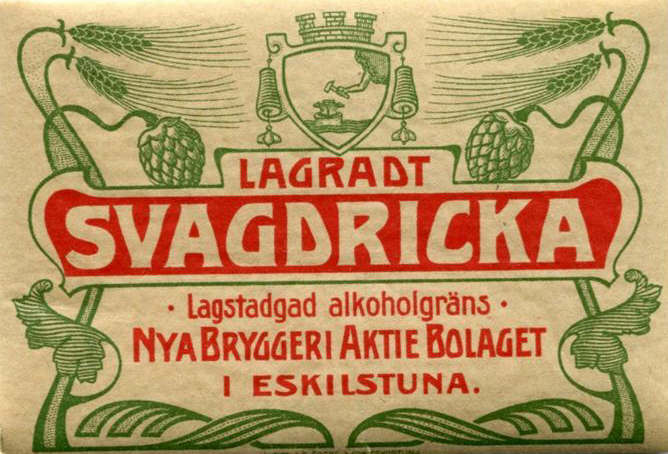 LAGRADT
SVAGDRICKA
· Lagstadgad alkoholgräns ·
NYA BRYGGERI AKTIE BOLAGET
I ESKILSTUNA.